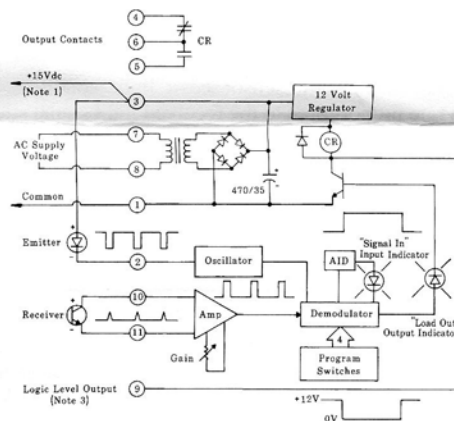 4
Output Contacts
6
CR
5
+15Vdc
(Note 1)
3
12 Volt
Regulator
7
AC Supply
Voltage
8
CR
470/35
Common
1
Emitter
2
Oscillator
AID
"Signal In"
Input Indicator
10
Receiver
11
Amp
Demodulator
"Load Out
Output Indicator
Gain
4
Program
Switches
Logic Level Output
(Note 3)
9
+12V
0V